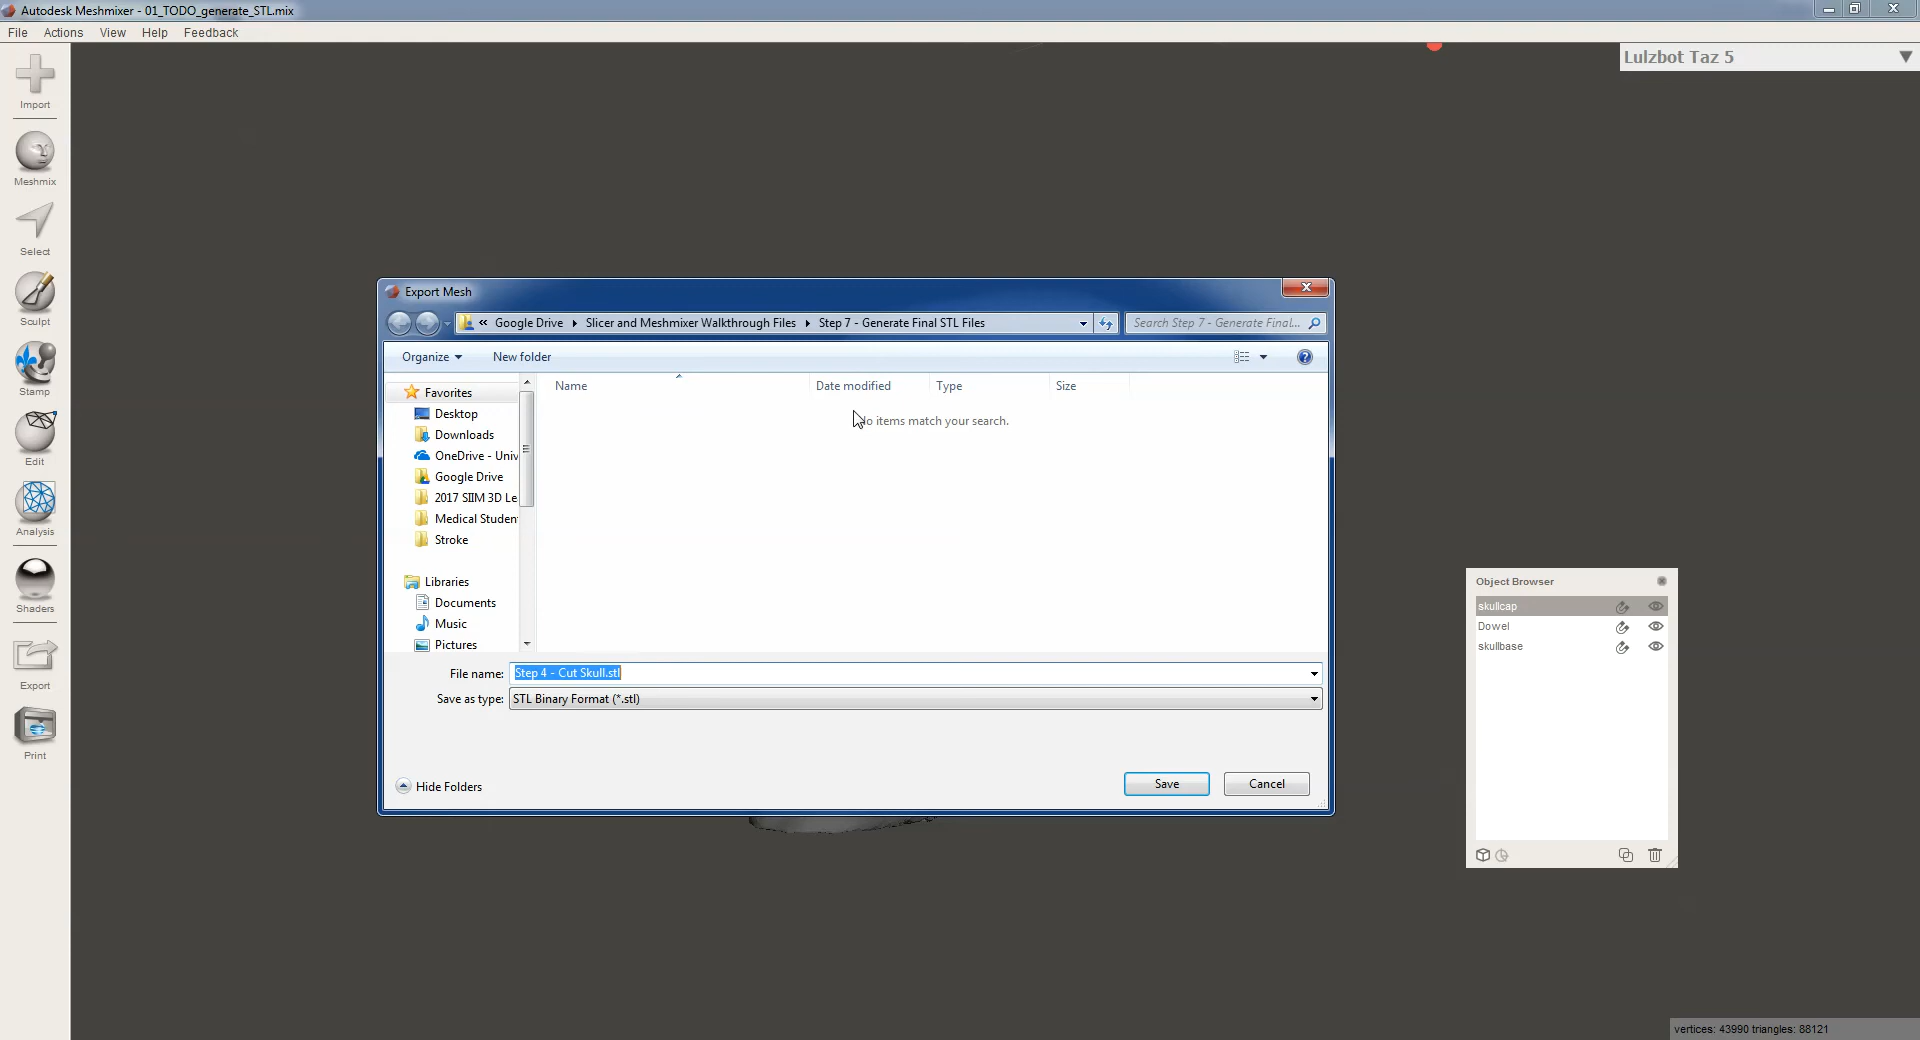 Autodesk Meshmixer - 01_TODO_generate_STL.mix
File Actions View Help Feedback
Lulzbot Taz 5
Import
Meshmix
Select
Sculpt
Stamp
Edit
Analysis
Shaders
Export
Print
Export Mesh
« Google Drive Slicer and Meshmixer Walkthrough Files Step 7 - Generate Final STL Files
Search Step 7 - Generate Final...
Organize New folder
Name Date modified Type Size
No items match your search.
Favorites
Desktop
Downloads
OneDrive - Univ
Google Drive
2017 SIIM 3D Le
Medical Studen
Stroke
Libraries
Documents
Music
Pictures
File name: Step 4 - Cut Skull.stl
Save as type: STL Binary Format (*.stl)
Hide Folders
Save Cancel
Object Browser
skullcap
Dowel
skullbase
vertices: 43990 triangles: 88121